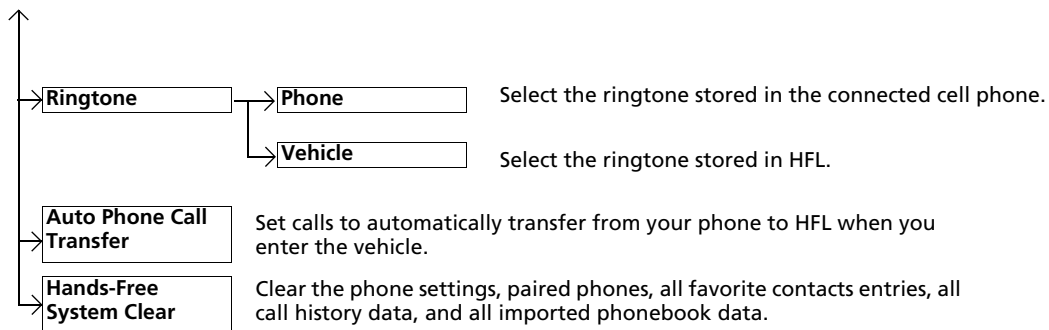 Ringtone
Phone
Select the ringtone stored in the connected cell phone.
Vehicle
Select the ringtone stored in HFL.
Auto Phone Call
Transfer
Set calls to automatically transfer from your phone to HFL when you
enter the vehicle.
Hands-Free
System Clear
Clear the phone settings, paired phones, all favorite contacts entries, all
call history data, and all imported phonebook data.